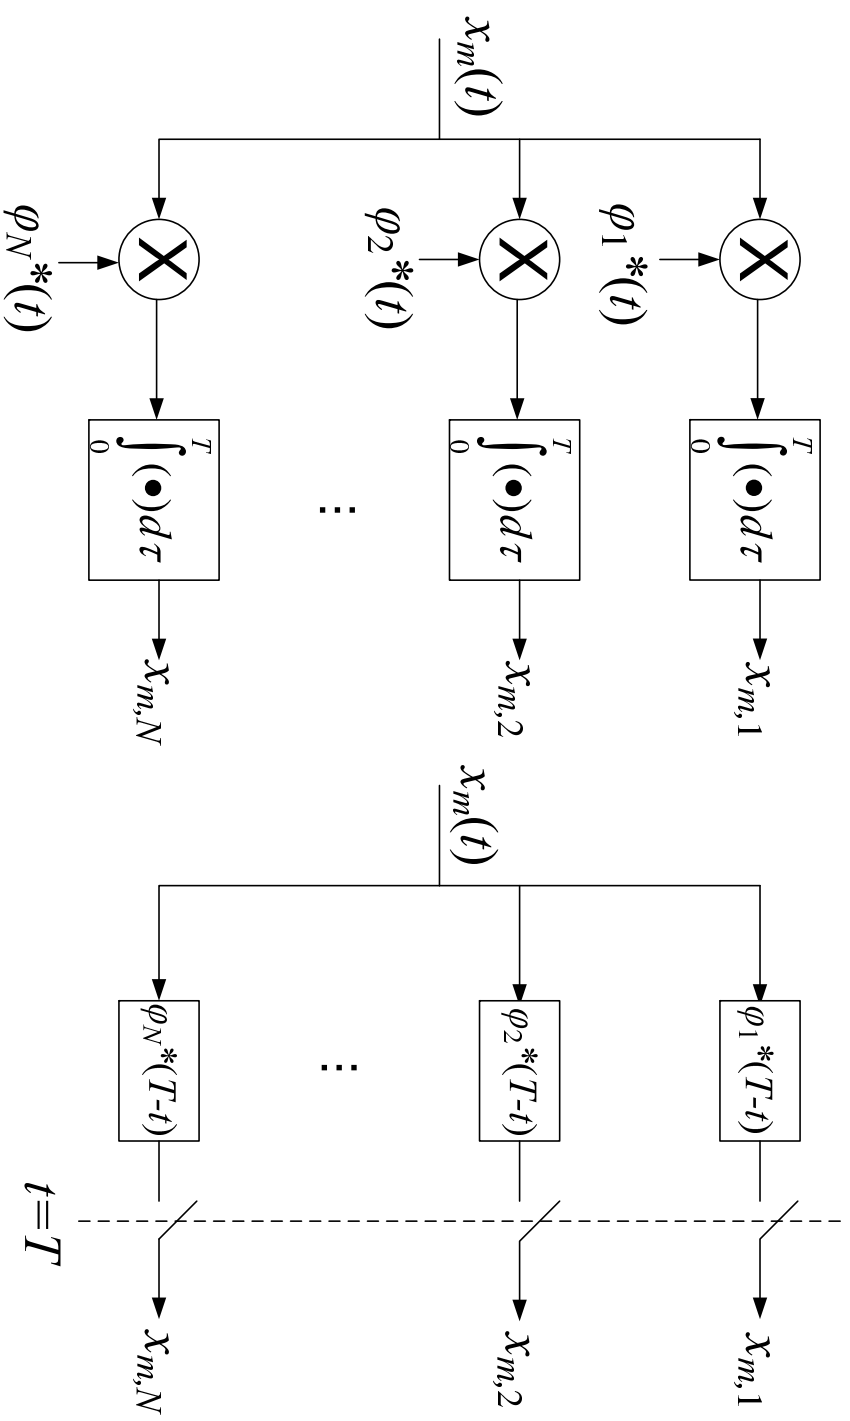 x_m(t)
X
φ_1*(t)
∫_0^T (•)dτ
x_{m,1}
X
φ_2*(t)
∫_0^T (•)dτ
x_{m,2}
...
X
φ_N*(t)
∫_0^T (•)dτ
x_{m,N}
x_m(t)
φ_1*(T-t)
x_{m,1}
φ_2*(T-t)
x_{m,2}
...
φ_N*(T-t)
x_{m,N}
t=T